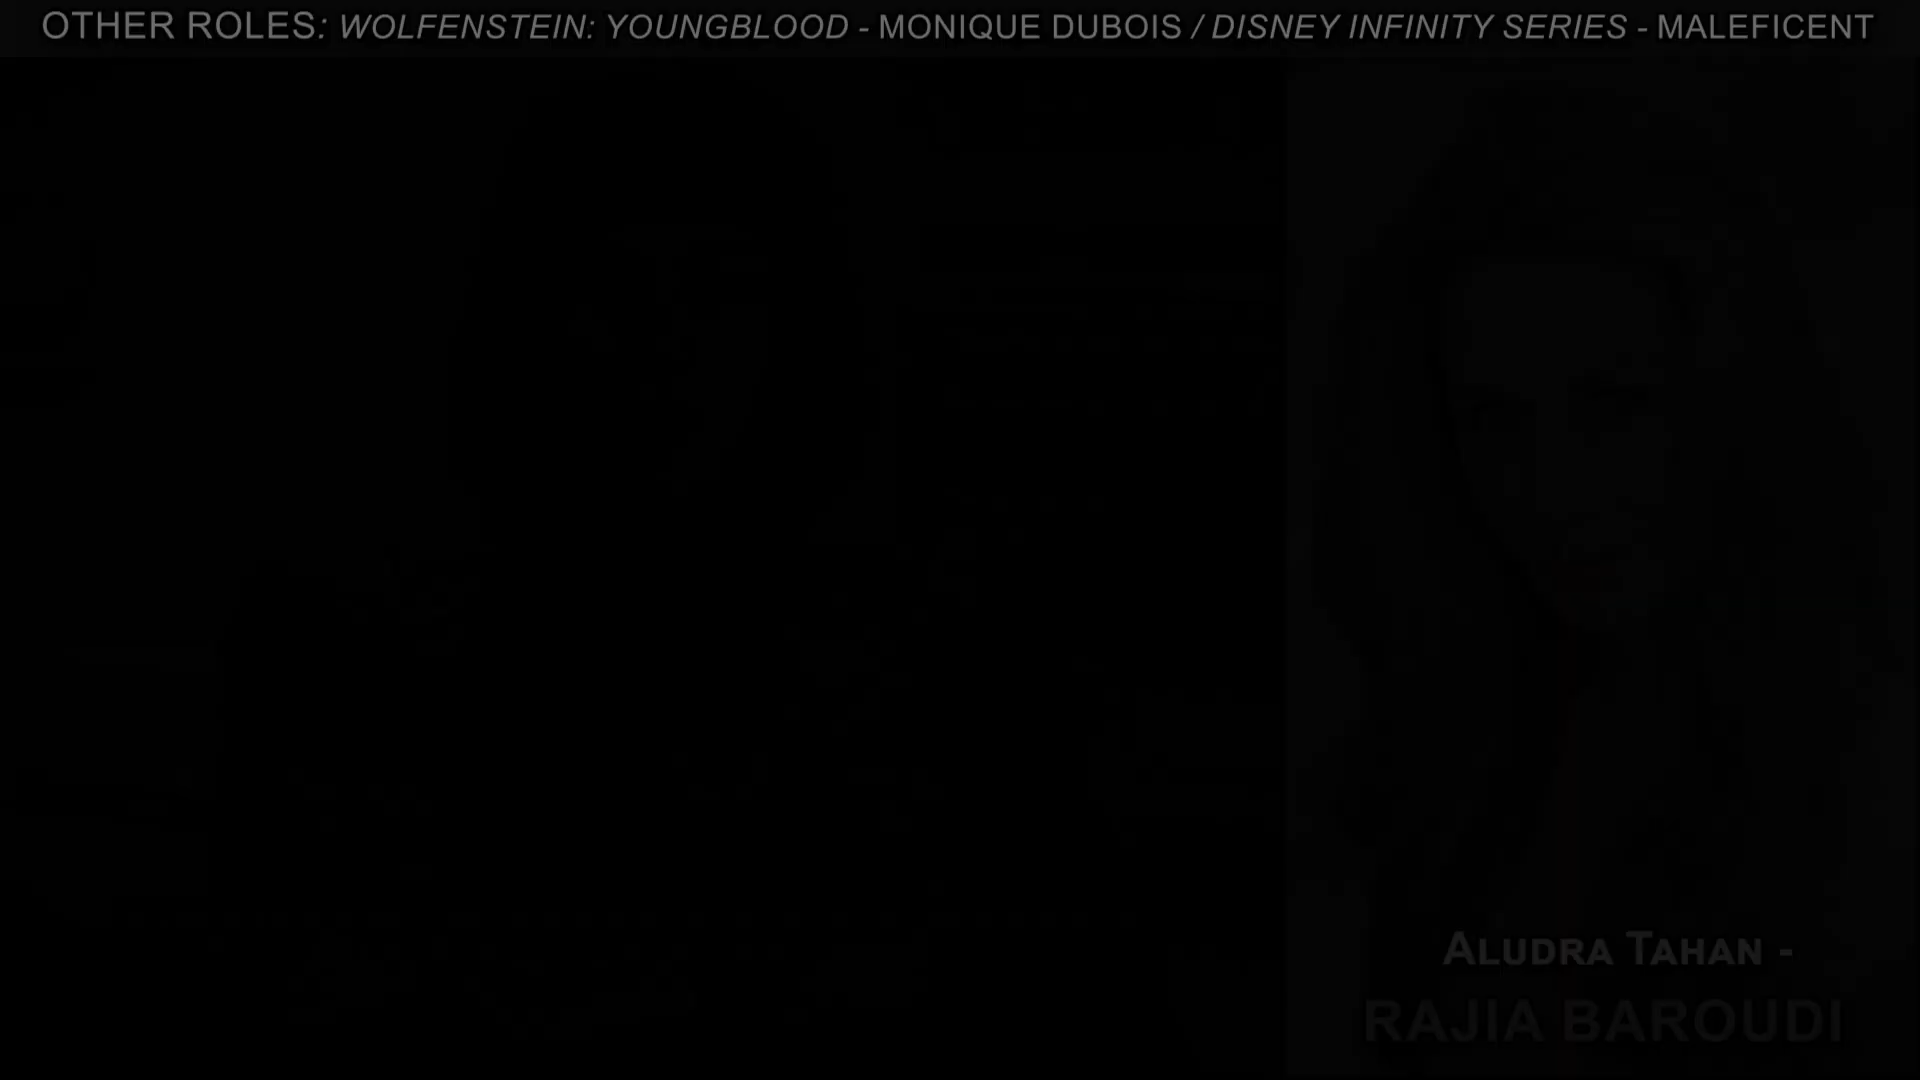 OTHER ROLES: WOLFENSTEIN: YOUNGBLOOD - MONIQUE DUBOIS / DISNEY INFINITY SERIES - MALEFICENT
ALUDRA TAHAN -
RAJIA BAROUDI